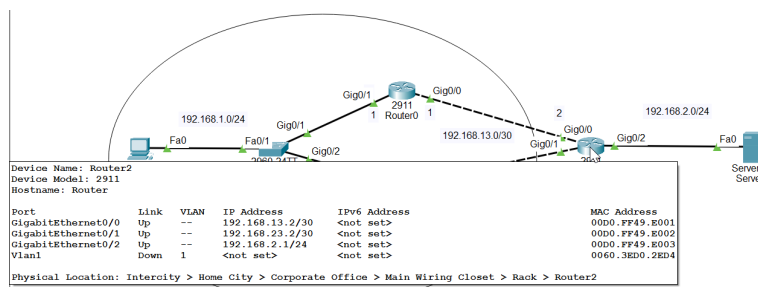 Gig0/1
Gig0/0
2911
Router0
1
1
192.168.1.0/24
2
192.168.2.0/24
Gig0/1
192.168.13.0/30
Gig0/0
Fa0
Fa0/1
Gig0/2
Gig0/1
Gig0/2
Fa0
2960-24TT
2911
Server
Serve
Device Name: Router2
Device Model: 2911
Hostname: Router
Port Link VLAN IP Address IPv6 Address MAC Address
GigabitEthernet0/0 Up -- 192.168.13.2/30 <not set> 00D0.FF49.E001
GigabitEthernet0/1 Up -- 192.168.23.2/30 <not set> 00D0.FF49.E002
GigabitEthernet0/2 Up -- 192.168.2.1/24 <not set> 00D0.FF49.E003
Vlan1 Down 1 <not set> <not set> 0060.3ED0.2ED4
Physical Location: Intercity > Home City > Corporate Office > Main Wiring Closet > Rack > Router2